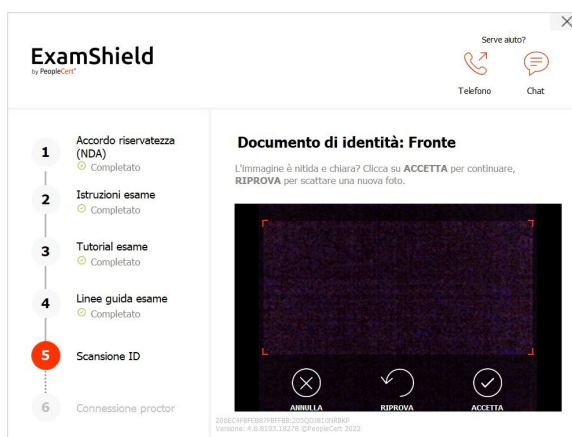 Serve aiuto?
ExamShield
by PeopleCert
Telefono
Chat
1
Accordo riservatezza
(NDA)
Completato
2
Istruzioni esame
Completato
3
Tutorial esame
Completato
4
Linee guida esame
Completato
5
Scansione ID
6
Connessione proctor
Documento di identità: Fronte
L'immagine è nitida e chiara? Clicca su ACCETTA per continuare,
RIPROVA per scattare una nuova foto.
ANNULLA
RIPROVA
ACCETTA
Versione: 4.6.8193.18278 ©PeopleCert 2022